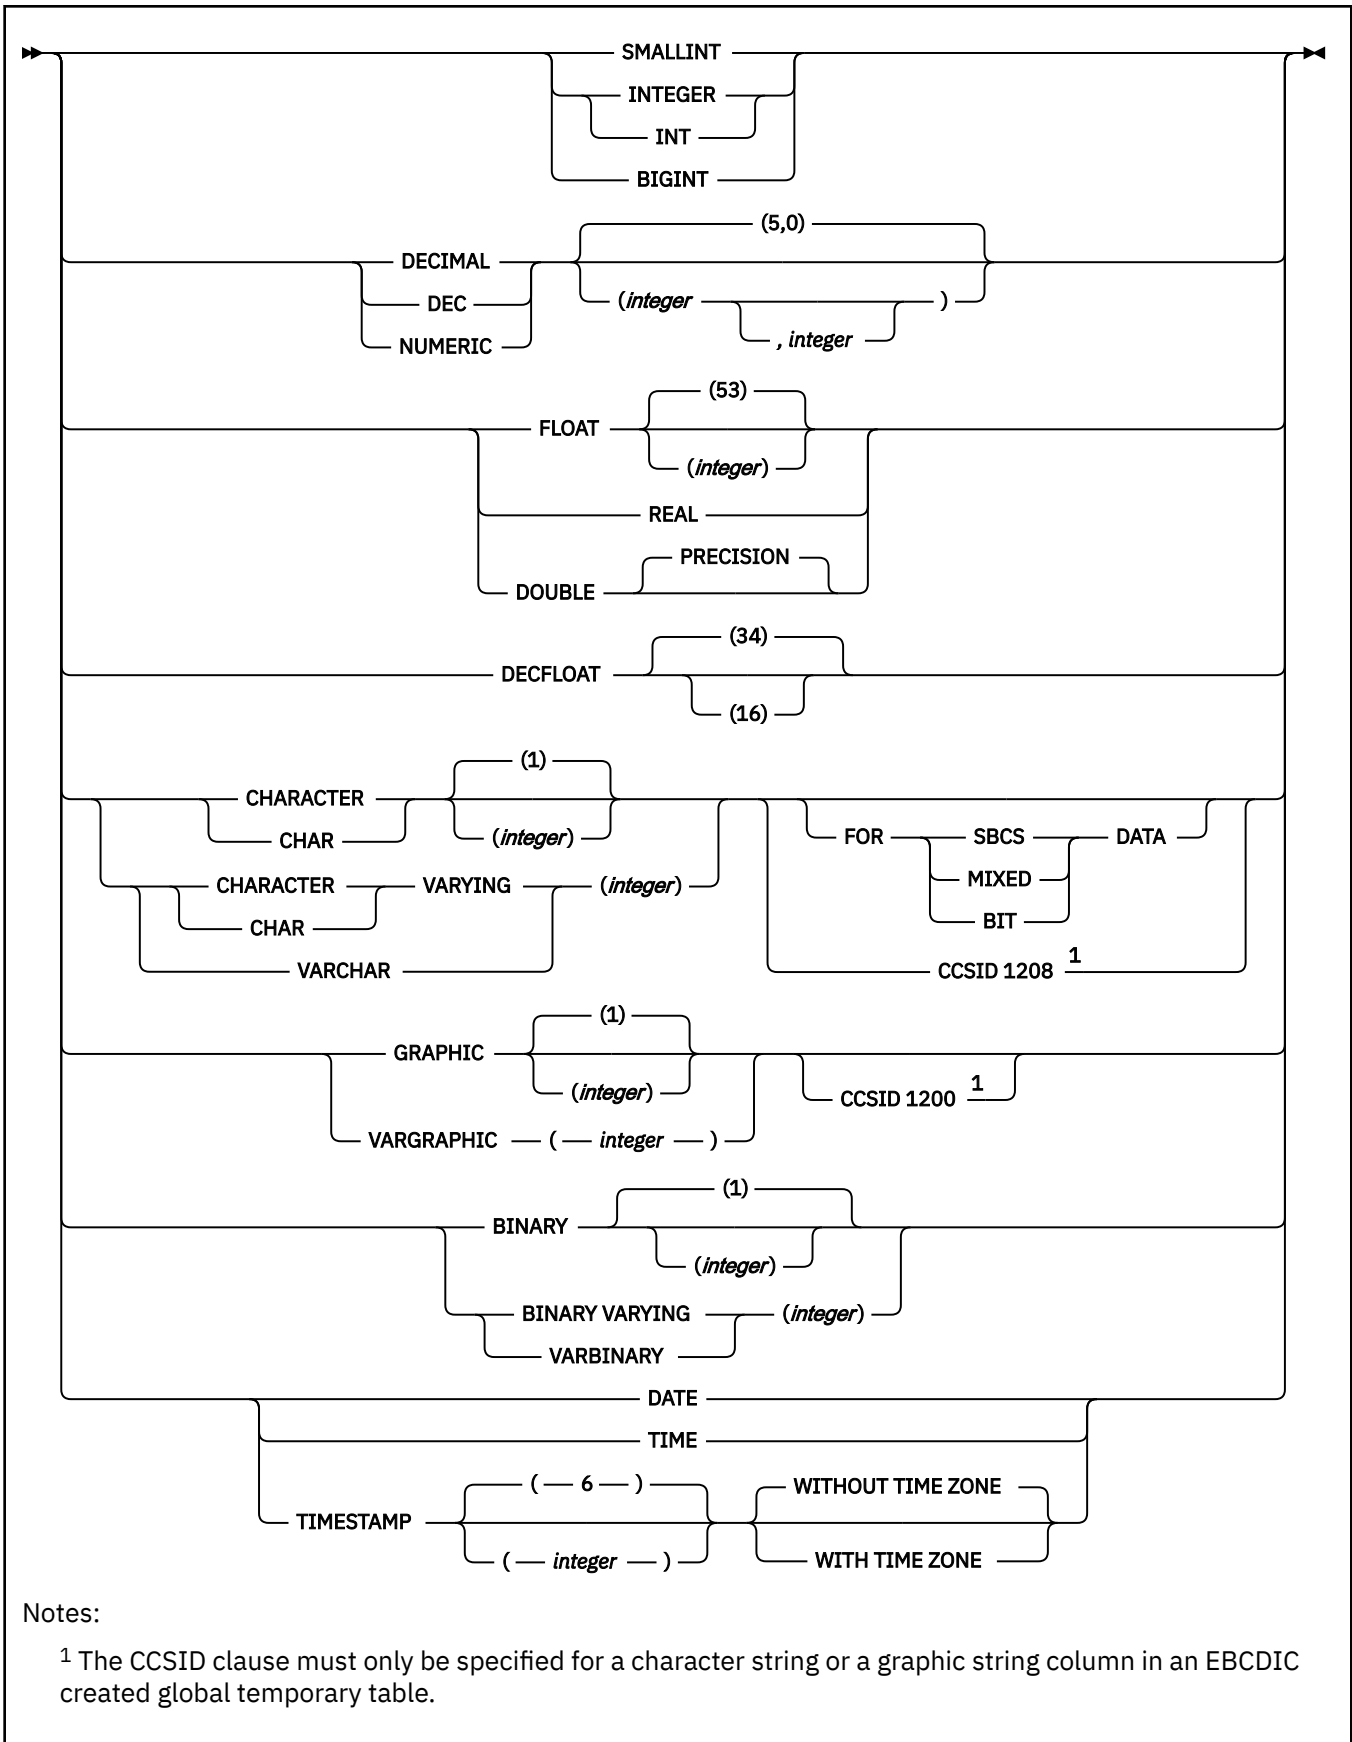 SMALLINT
INTEGER
INT
BIGINT
(5,0)
DECIMAL
DEC
NUMERIC
(integer )
, integer
(53)
FLOAT
(integer)
REAL
PRECISION
DOUBLE
(34)
DECFLOAT
(16)
(1)
CHARACTER
CHAR
(integer)
FOR SBCS DATA
MIXED
BIT
CHARACTER VARYING (integer)
CHAR
VARCHAR
CCSID 1208 1
(1)
GRAPHIC
(integer)
CCSID 1200 1
VARGRAPHIC ( integer )
(1)
BINARY
(integer)
BINARY VARYING (integer)
VARBINARY
DATE
TIME
( 6 ) WITHOUT TIME ZONE
TIMESTAMP
( integer ) WITH TIME ZONE
Notes:
1 The CCSID clause must only be specified for a character string or a graphic string column in an EBCDIC
created global temporary table.